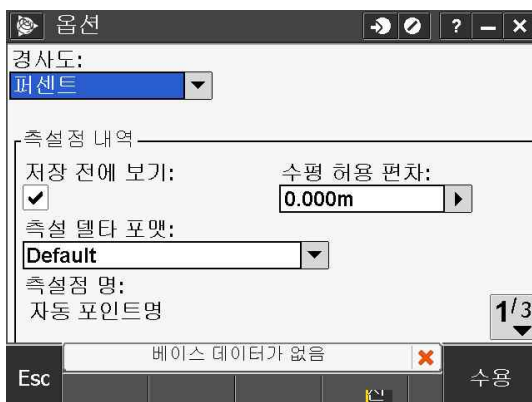 옵션
? – ×
경사도:
퍼센트
측설점 내역
저장 전에 보기: 수평 허용 편차:
0.000m
측설 델타 포맷:
Default
측설점 명:
자동 포인트명
1/3
베이스 데이터가 없음
Esc 수용